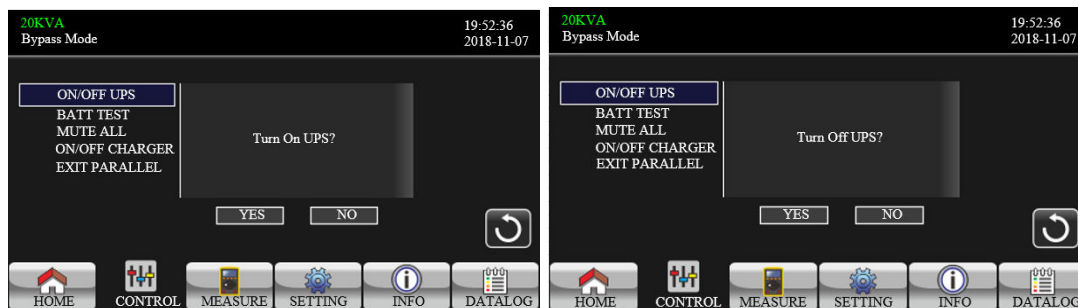 20KVA
Bypass Mode
19:52:36
2018-11-07
ON/OFF UPS
BATT TEST
MUTE ALL
ON/OFF CHARGER
EXIT PARALLEL
Turn On UPS?
YES NO
HOME CONTROL MEASURE SETTING INFO DATALOG
20KVA
Bypass Mode
19:52:36
2018-11-07
ON/OFF UPS
BATT TEST
MUTE ALL
ON/OFF CHARGER
EXIT PARALLEL
Turn Off UPS?
YES NO
HOME CONTROL MEASURE SETTING INFO DATALOG